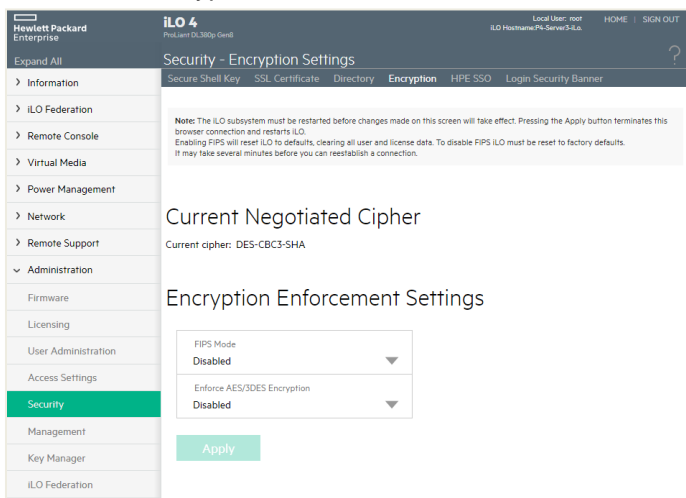 Hewlett Packard
Enterprise
iLO 4
ProLiant DL380p Gen8
Local User: root
iLO Hostname:P4-Server3-iLo.
HOME | SIGN OUT
Expand All
Security - Encryption Settings
?
Secure Shell Key SSL Certificate Directory Encryption HPE SSO Login Security Banner
Information
iLO Federation
Remote Console
Virtual Media
Power Management
Network
Remote Support
Administration
Firmware
Licensing
User Administration
Access Settings
Security
Management
Key Manager
iLO Federation
Note: The iLO subsystem must be restarted before changes made on this screen will take effect. Pressing the Apply button terminates this
browser connection and restarts iLO.
Enabling FIPS will reset iLO to defaults, clearing all user and license data. To disable FIPS iLO must be reset to factory defaults.
It may take several minutes before you can reestablish a connection.
Current Negotiated Cipher
Current cipher: DES-CBC3-SHA
Encryption Enforcement Settings
FIPS Mode
Disabled
Enforce AES/3DES Encryption
Disabled
Apply